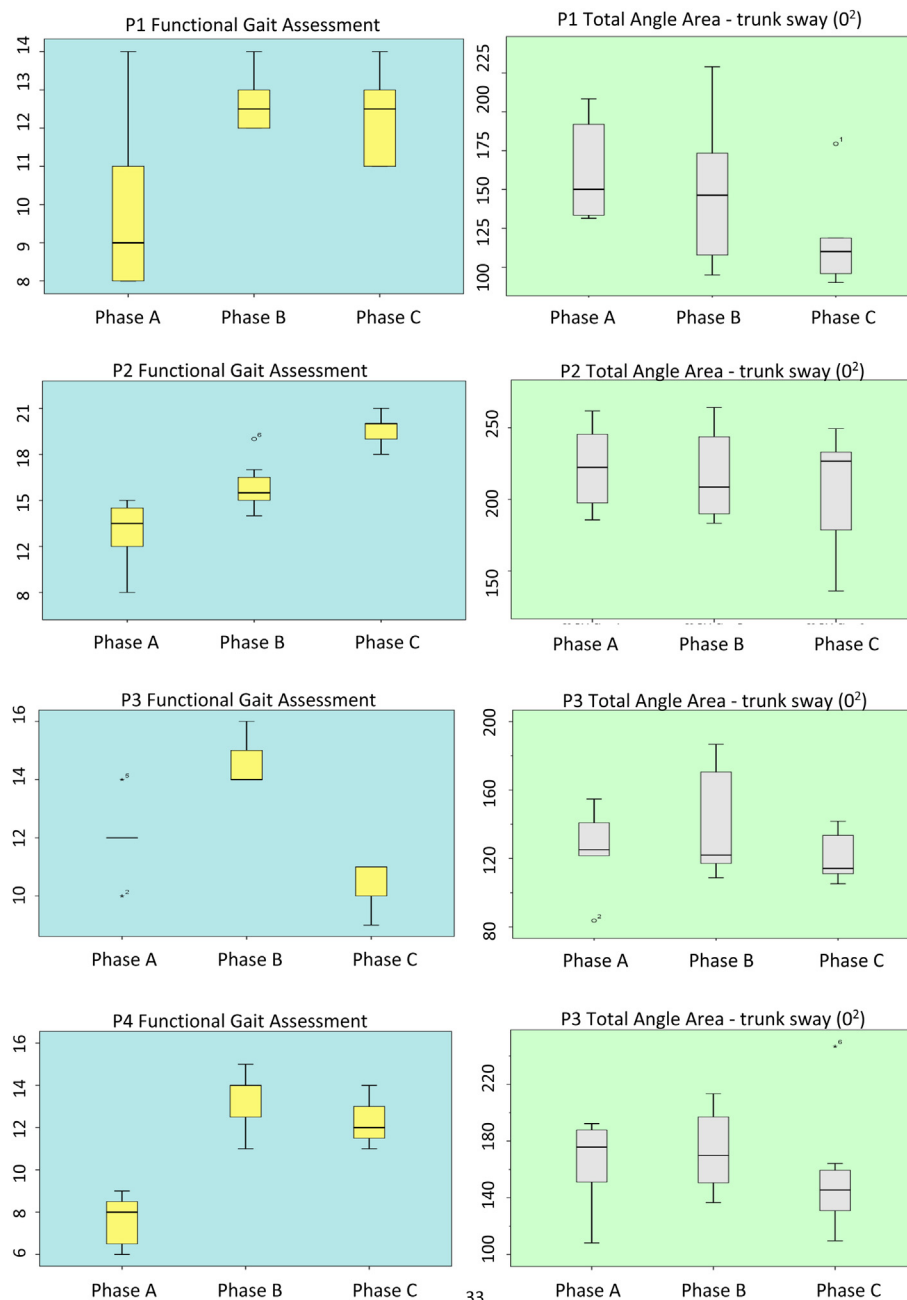 P1 Functional Gait Assessment
14
13
12
11
10
9
8
Phase A Phase B Phase C
P1 Total Angle Area - trunk sway (0²)
225
200
175
150
125
100
1
Phase A Phase B Phase C
P2 Functional Gait Assessment
21
18
15
12
8
6
Phase A Phase B Phase C
P2 Total Angle Area - trunk sway (0²)
250
200
150
Phase A Phase B Phase C
P3 Functional Gait Assessment
16
14
12
10
2
Phase A Phase B Phase C
P3 Total Angle Area - trunk sway (0²)
200
160
120
80
2
Phase A Phase B Phase C
P4 Functional Gait Assessment
16
14
12
10
8
6
Phase A Phase B Phase C
P3 Total Angle Area - trunk sway (0²)
220
180
140
100
6
Phase A Phase B Phase C
33